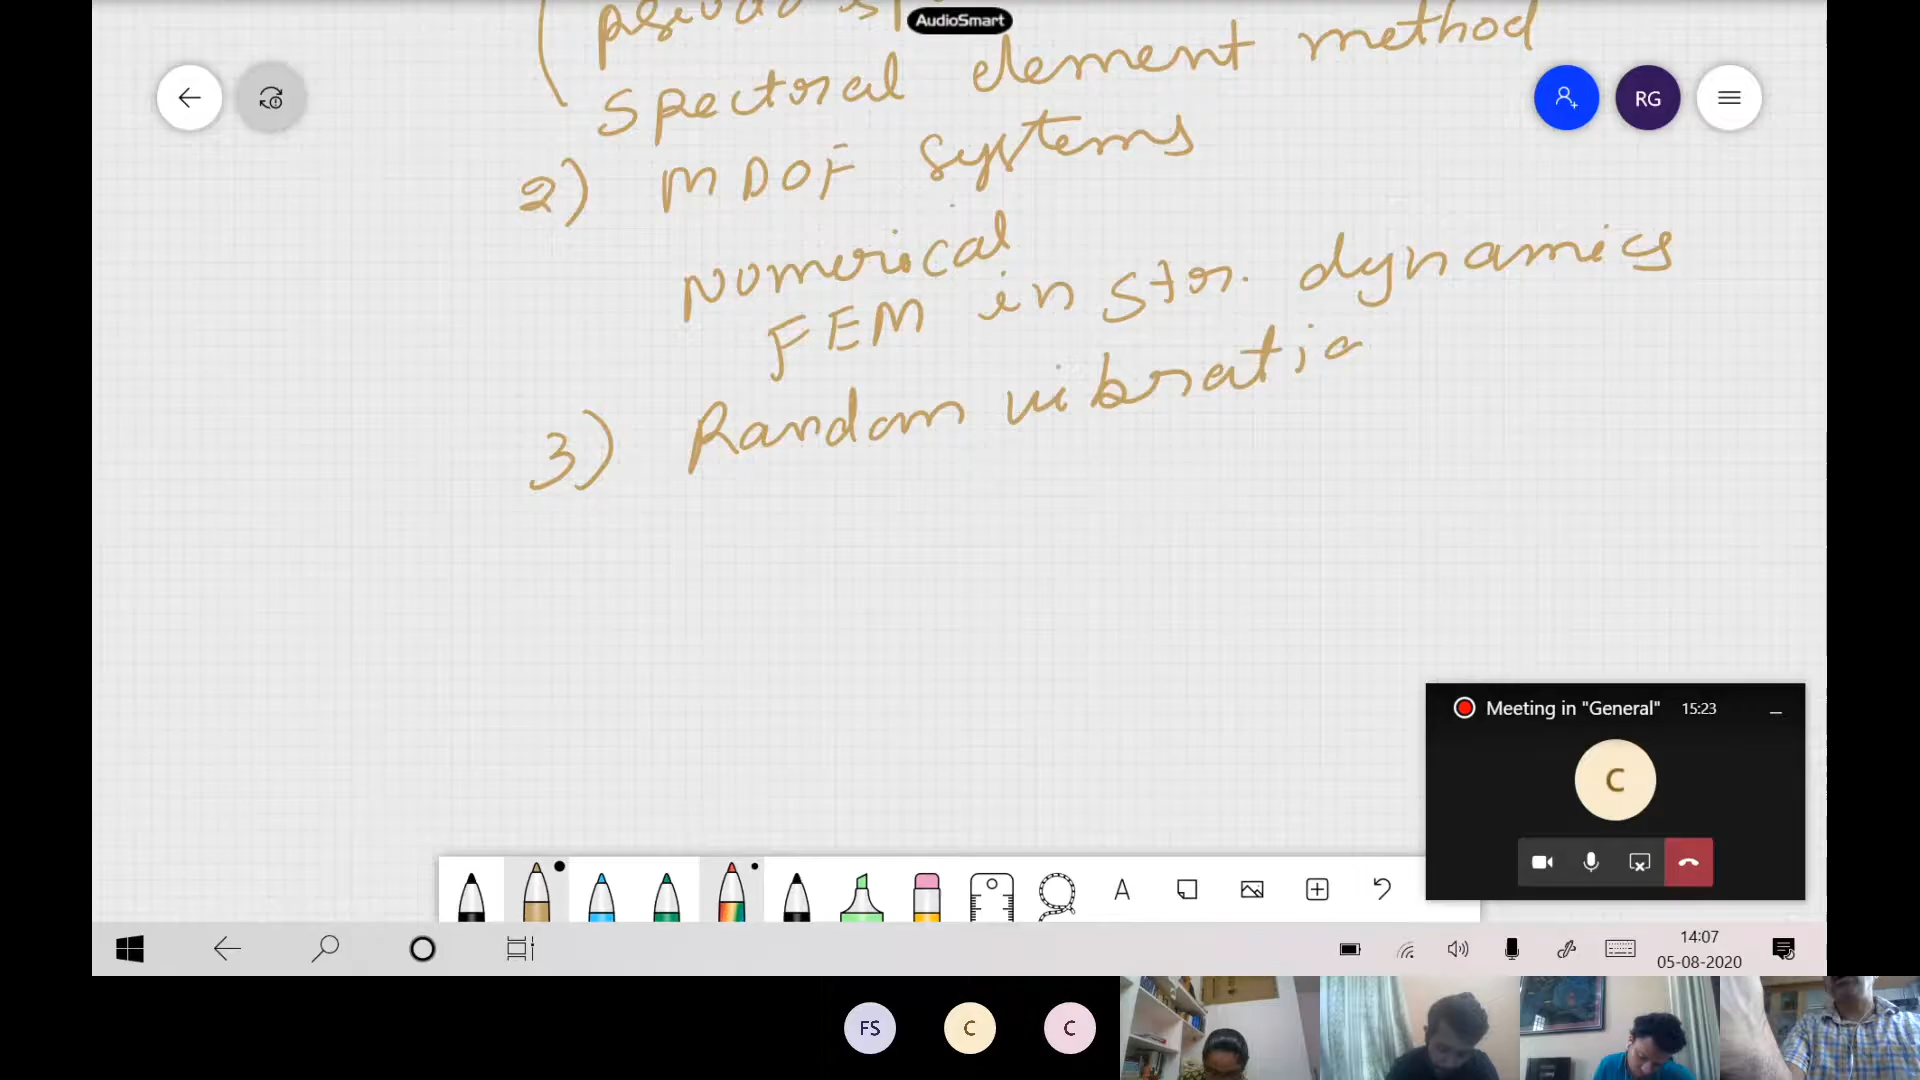 AudioSmart
Spectral element method
RG
2) MDOF Systems
Numerical
FEM in Str. dynamics
3) Random vibratio
Meeting in "General" 15:23
C
A
14:07
05-08-2020
FS
C
C